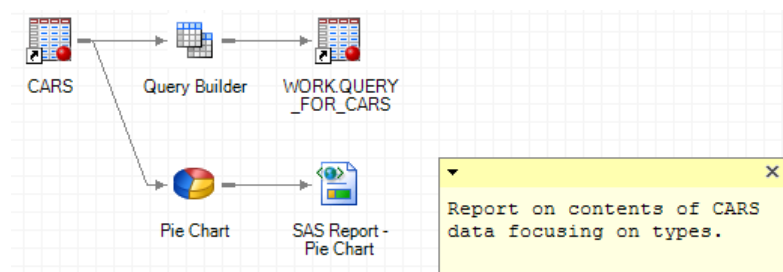 CARS
Query Builder
WORK.QUERY
_FOR_CARS
Pie Chart
SAS Report -
Pie Chart
Report on contents of CARS
data focusing on types.